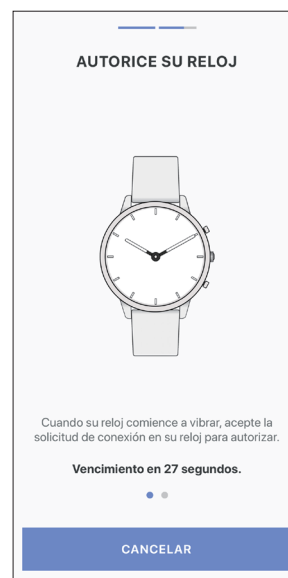 AUTORICE SU RELOJ
Cuando su reloj comience a vibrar, acepte la
solicitud de conexión en su reloj para autorizar.
Vencimiento en 27 segundos.
CANCELAR